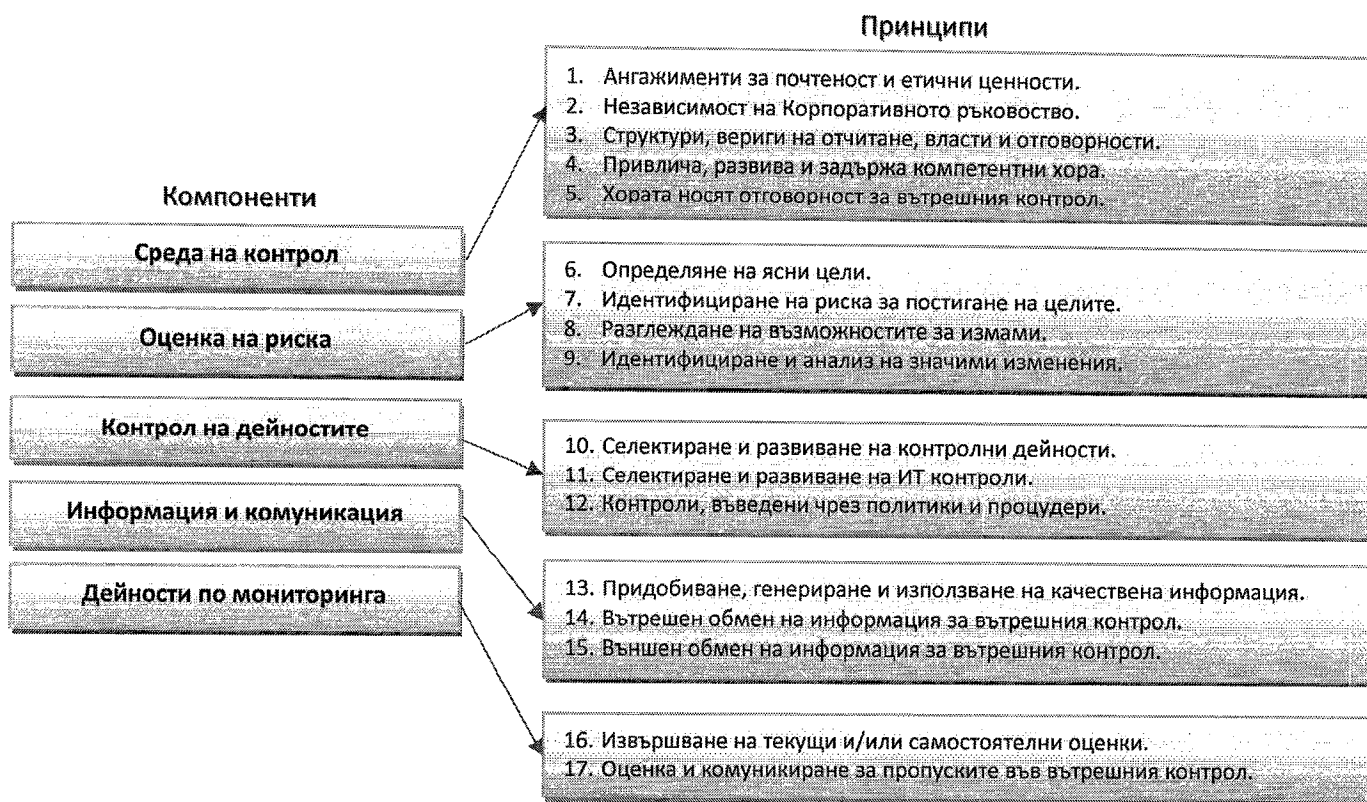 Принципи
1. Ангажименти за почтеност и етични ценности.
2. Независимост на Корпоративното ръковоство.
3. Структури, вериги на отчитане, власти и отговорности.
4. Привлича, развива и задържа компетентни хора.
5. Хората носят отговорност за вътрешния контрол.
Компоненти
Среда на контрол
6. Определяне на ясни цели.
7. Идентифициране на риска за постигане на целите.
8. Разглеждане на възможностите за измами.
9. Идентифициране и анализ на значими изменения.
Оценка на риска
Контрол на дейностите
10. Селектиране и развиване на контролни дейности.
11. Селектиране и развиване на ИТ контроли.
12. Контроли, въведени чрез политики и процудери.
Информация и комуникация
Дейности по мониторинга
13. Придобиване, генериране и използване на качествена информация.
14. Вътрешен обмен на информация за вътрешния контрол.
15. Външен обмен на информация за вътрешния контрол.
16. Извършване на текущи и/или самостоятелни оценки.
17. Оценка и комуникиране за пропуските във вътрешния контрол.